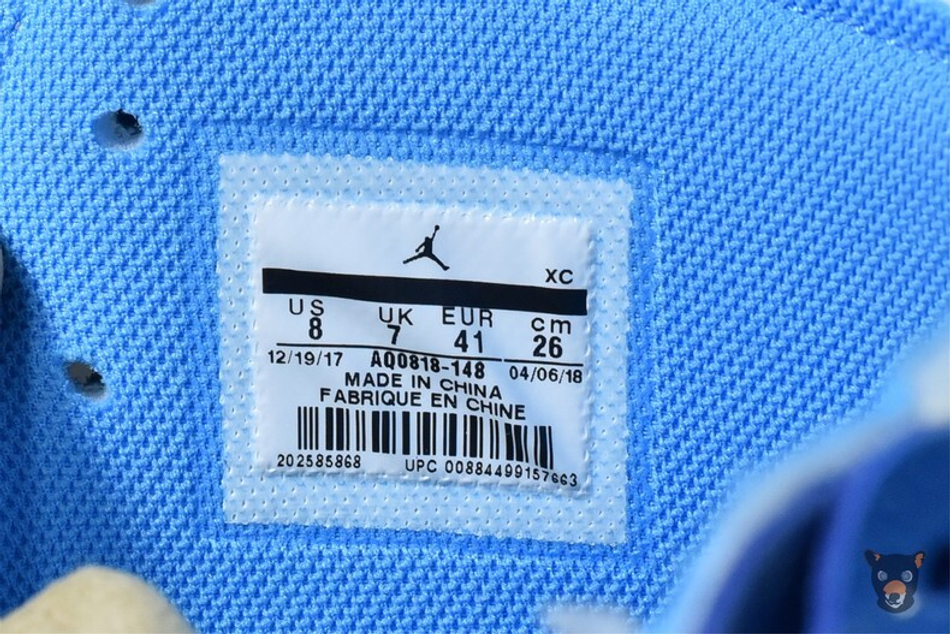 XC
US UK EUR cm
8 7 41 26
12/19/17 AQ0818-148 04/06/18
MADE IN CHINA
FABRIQUE EN CHINE
202585868 UPC 00884499157663